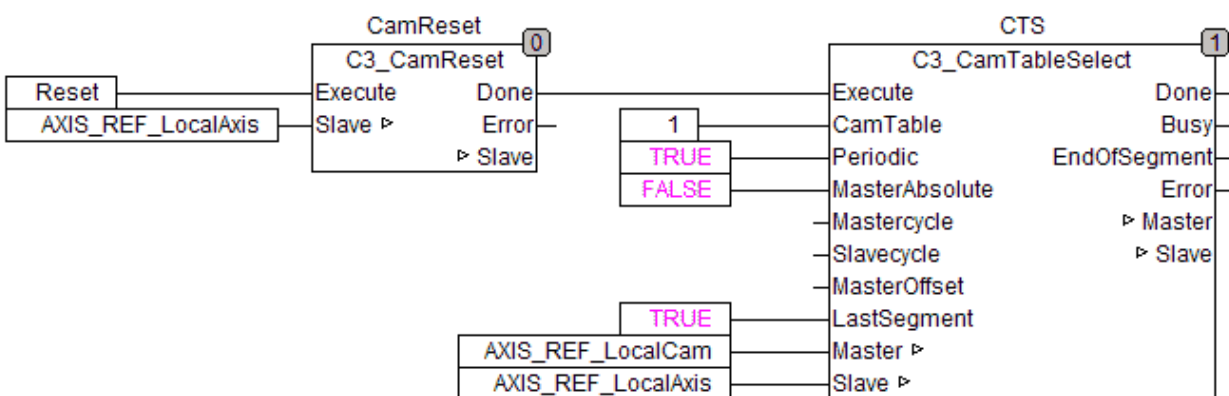 CamReset
CTS
0
1
C3_CamReset
C3_CamTableSelect
Reset
Execute
Done
Execute
Done
AXIS_REF_LocalAxis
Slave
Error
1
CamTable
Busy
Slave
TRUE
Periodic
EndOfSegment
FALSE
MasterAbsolute
Error
Mastercycle
Master
Slavecycle
Slave
MasterOffset
TRUE
LastSegment
AXIS_REF_LocalCam
Master
AXIS_REF_LocalAxis
Slave